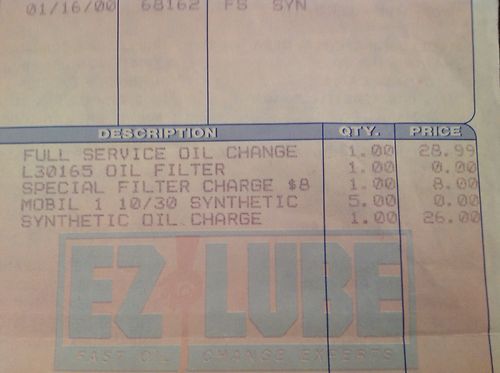 01/16/00 68162 FS SYN
DESCRIPTION QTY. PRICE
FULL SERVICE OIL CHANGE 1.00 28.99
L30165 OIL FILTER 1.00 0.00
SPECIAL FILTER CHARGE $8 1.00 8.00
MOBIL 1 10/30 SYNTHETIC 5.00 0.00
SYNTHETIC OIL CHARGE 1.00 26.00
EZ LUBE
FAST OIL CHANGE EXPERTS